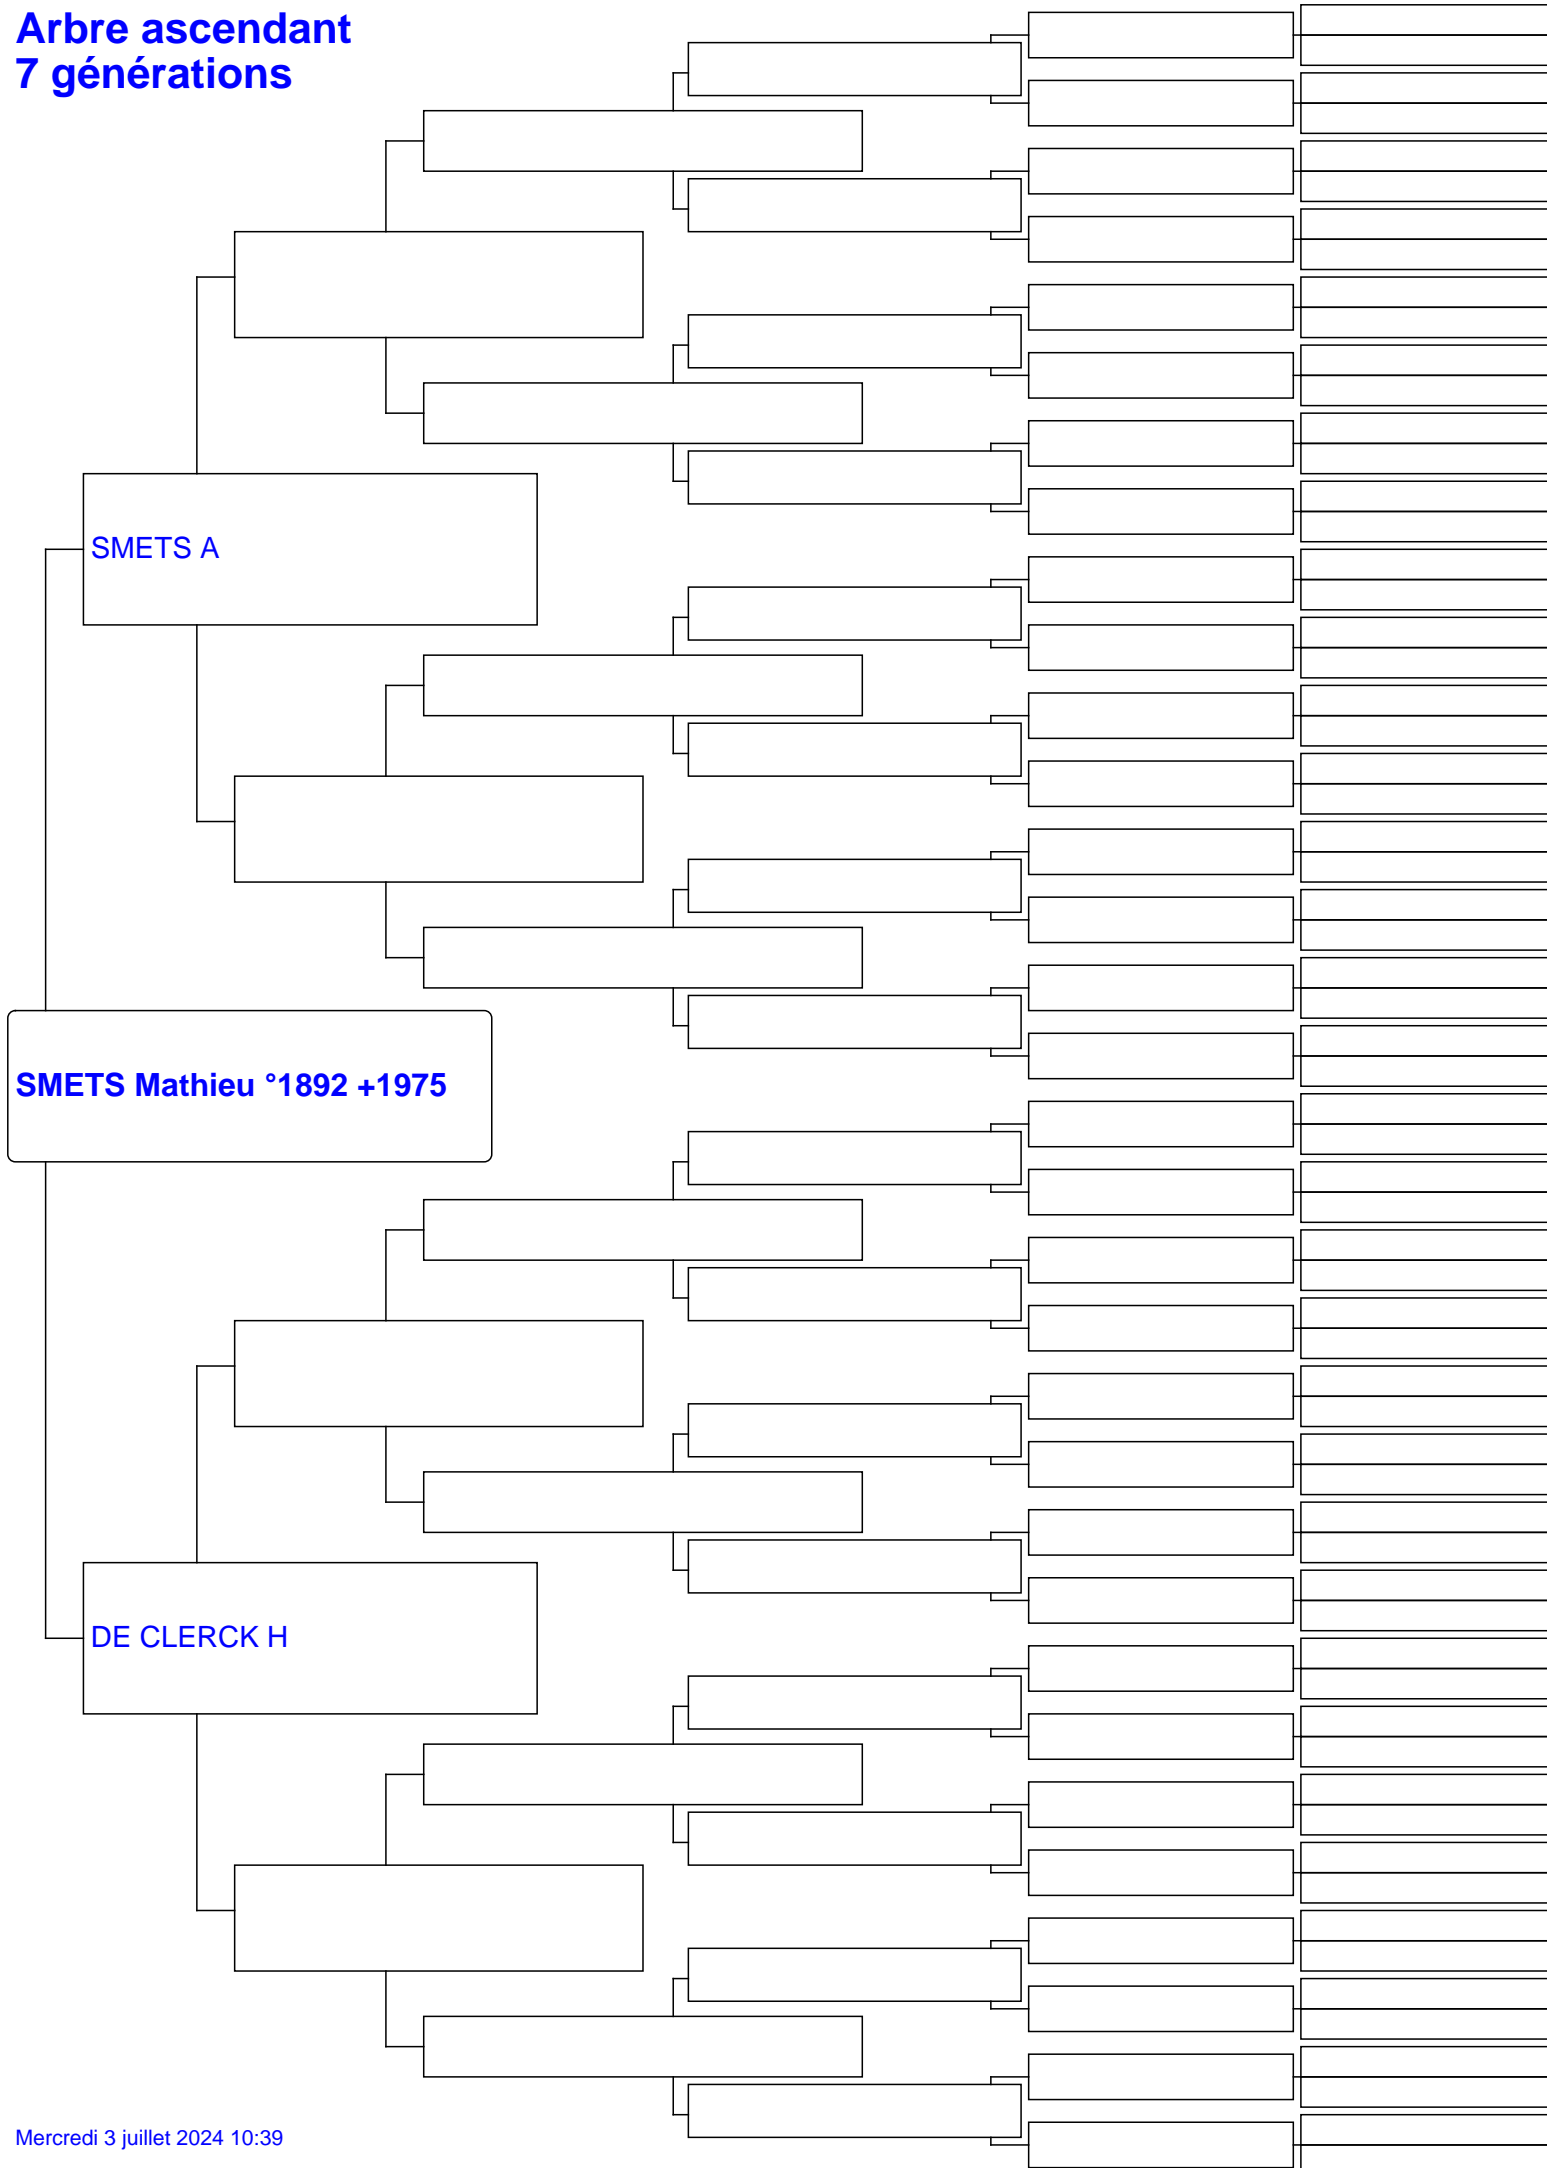 Arbre ascendant
7 générations
SMETS A
SMETS Mathieu °1892 +1975
DE CLERCK H
Mercredi 3 juillet 2024 10:39